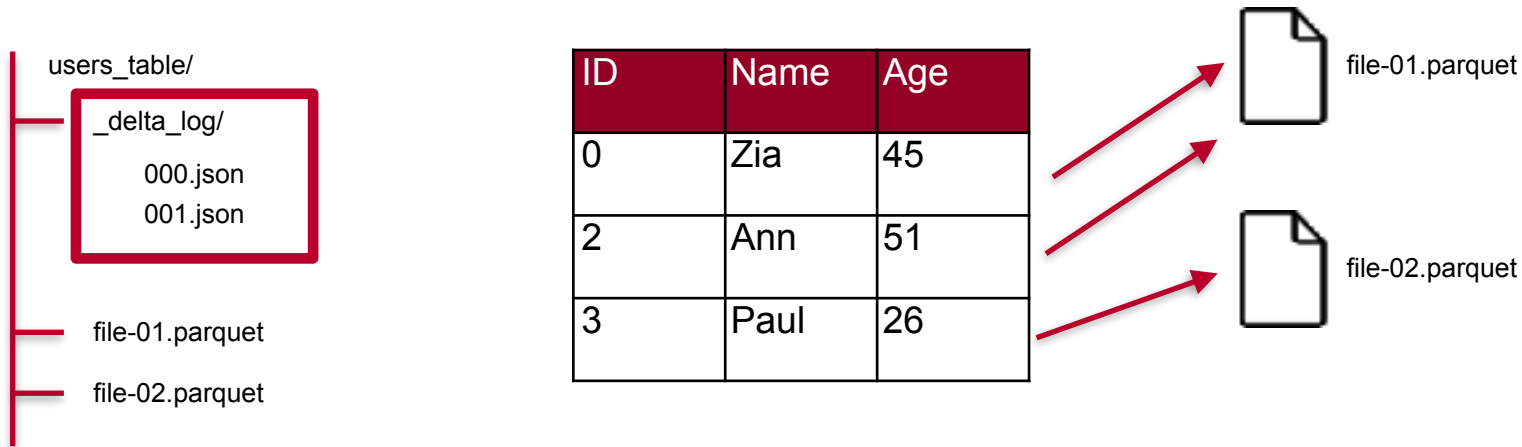 users_table/
_delta_log/
000.json
001.json
file-01.parquet
file-02.parquet
ID Name Age
0 Zia 45
2 Ann 51
3 Paul 26
file-01.parquet
file-02.parquet